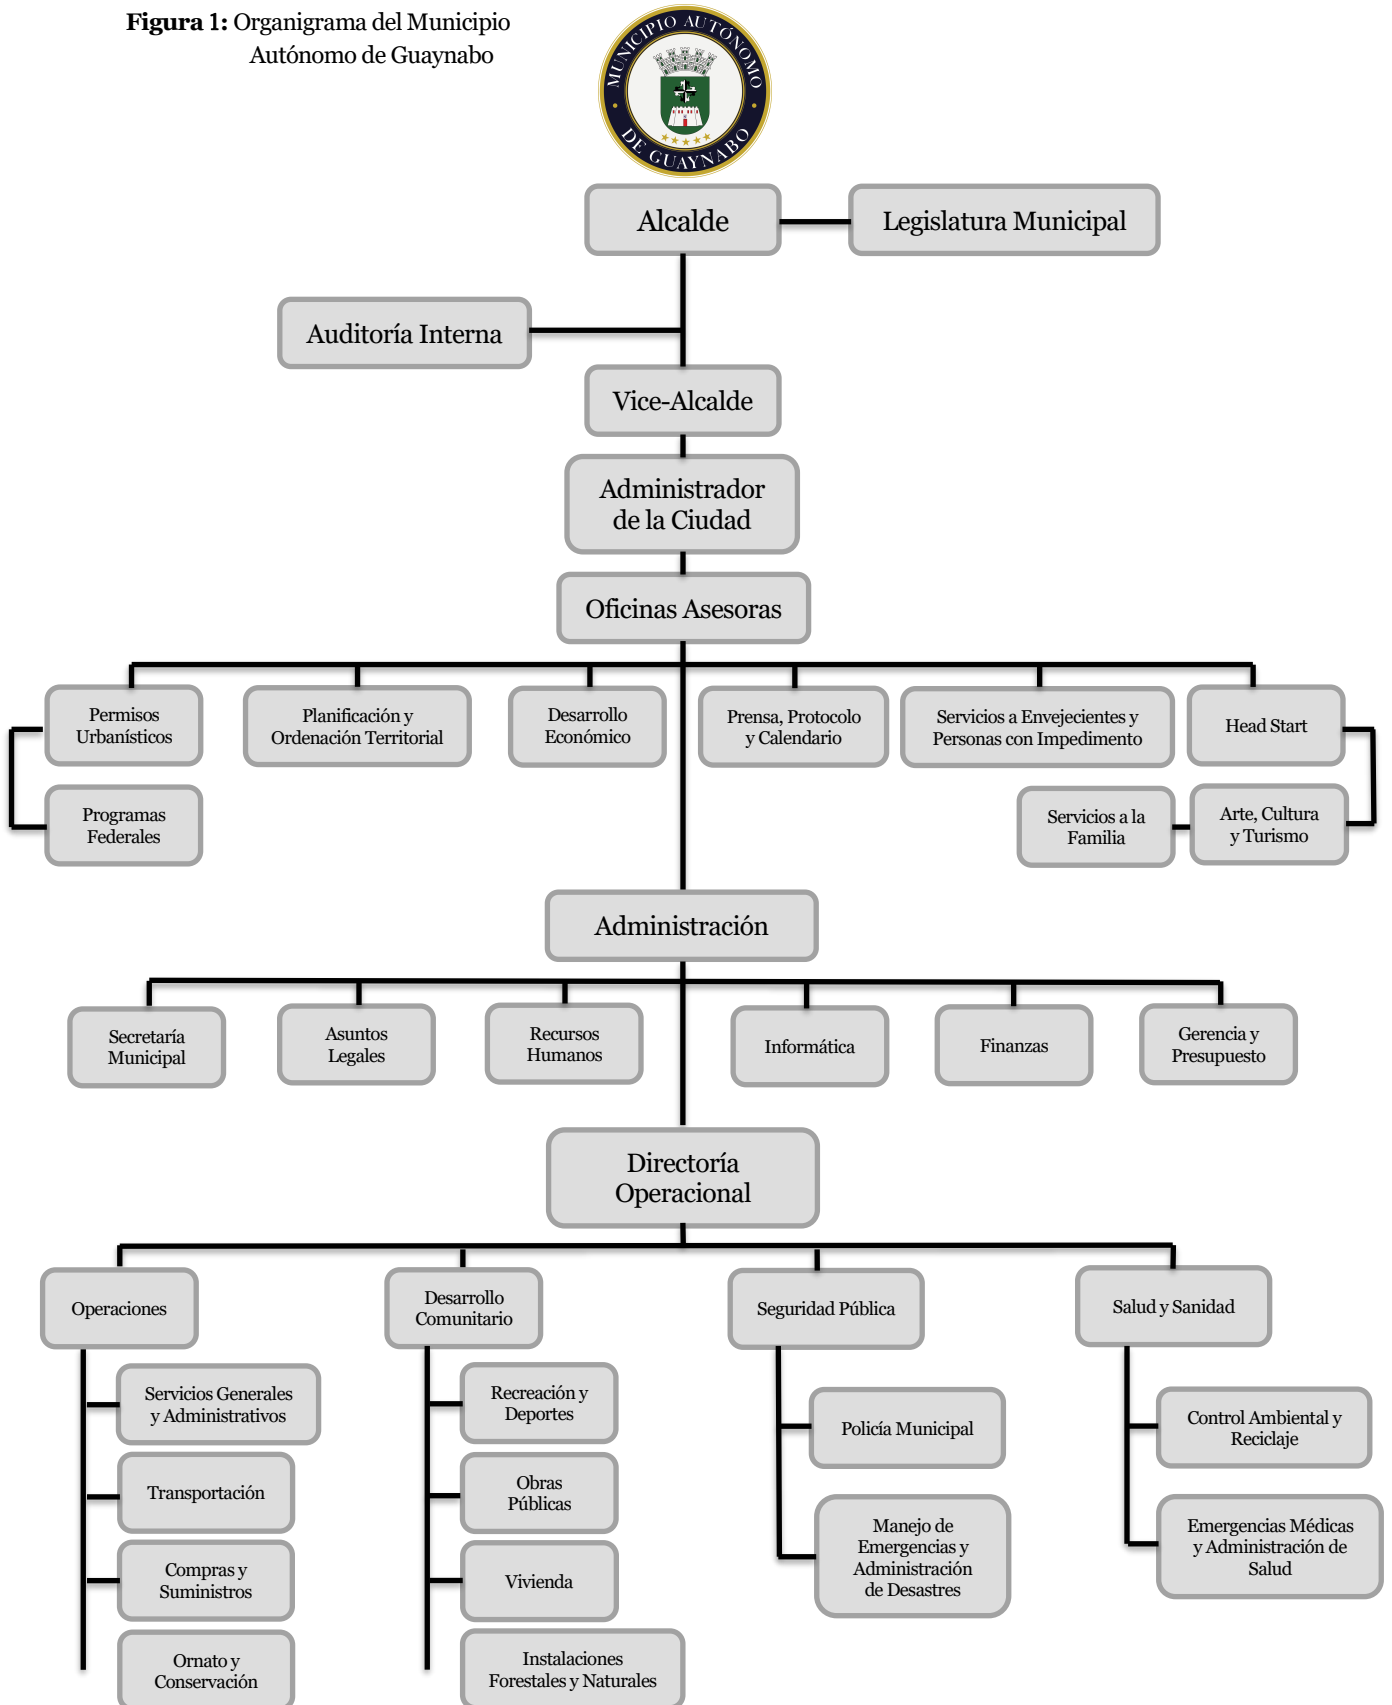 Figura 1: Organigrama del Municipio
Autónomo de Guaynabo
MUNICIPIO AUTÓNOMO
DE GUAYNABO
Alcalde
Legislatura Municipal
Auditoría Interna
Vice-Alcalde
Administrador
de la Ciudad
Oficinas Asesoras
Permisos
Urbanísticos
Planificación y
Ordenación Territorial
Desarrollo
Económico
Prensa, Protocolo
y Calendario
Servicios a Envejecientes y
Personas con Impedimento
Head Start
Programas
Federales
Servicios a la
Familia
Arte, Cultura
y Turismo
Administración
Secretaría
Municipal
Asuntos
Legales
Recursos
Humanos
Informática
Finanzas
Gerencia y
Presupuesto
Directoría
Operacional
Operaciones
Desarrollo
Comunitario
Seguridad Pública
Salud y Sanidad
Servicios Generales
y Administrativos
Recreación y
Deportes
Policía Municipal
Control Ambiental y
Reciclaje
Transportación
Obras
Públicas
Manejo de
Emergencias y
Administración
de Desastres
Emergencias Médicas
y Administración de
Salud
Compras y
Suministros
Vivienda
Ornato y
Conservación
Instalaciones
Forestales y Naturales